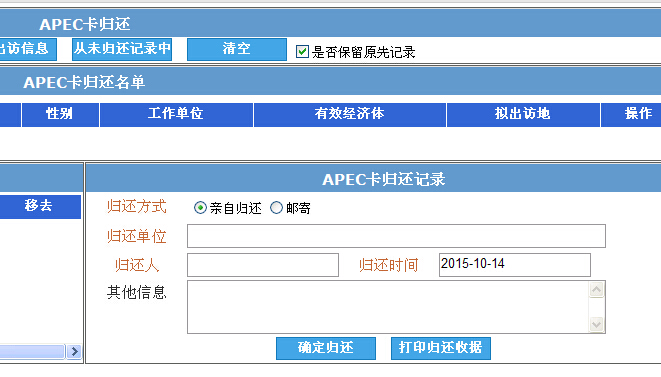 APEC卡归还
出访信息 从未归还记录中 清空 是否保留原先记录
APEC卡归还名单
性别 工作单位 有效经济体 拟出访地 操作
移去 APEC卡归还记录
归还方式 亲自归还 邮寄
归还单位
归还人 归还时间 2015-10-14
其他信息
确定归还 打印归还收据